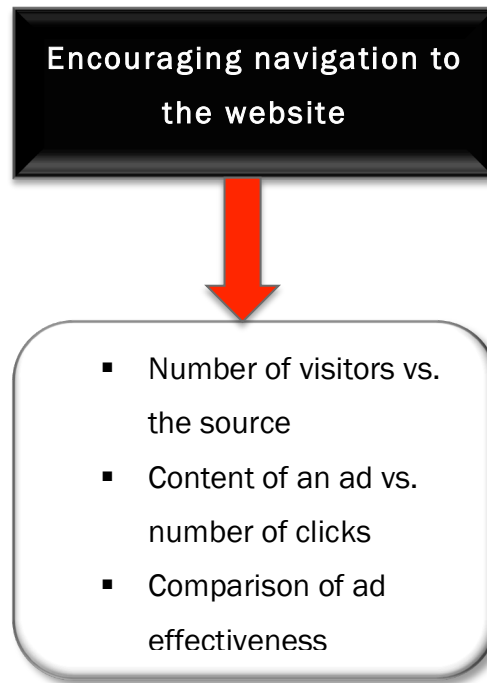 Encouraging navigation to
the website
▪ Number of visitors vs.
the source
▪ Content of an ad vs.
number of clicks
▪ Comparison of ad
effectiveness